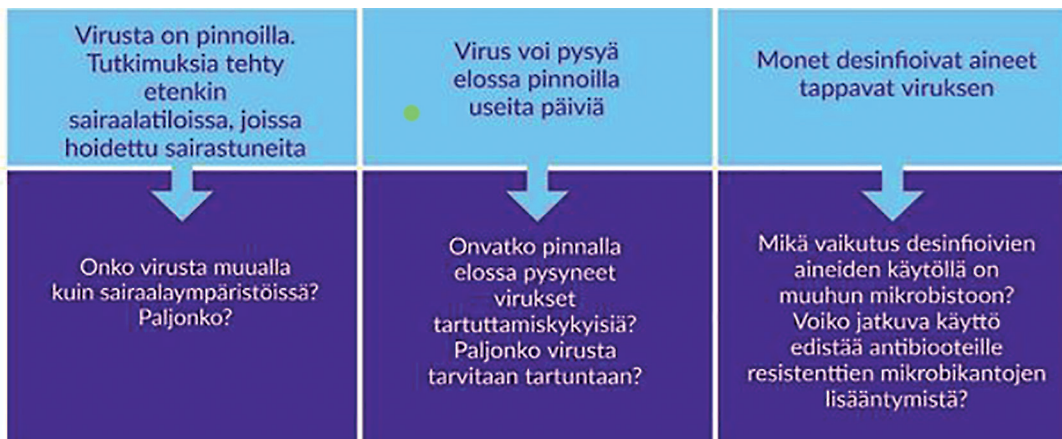 Virusta on pinnoilla.
Tutkimuksia tehty
etenkin
sairaalatiloissa, joissa
hoidettu sairastuneita
Onko virusta muualla
kuin sairaalaympäristöissä?
Paljonko?
Virus voi pysyä
elossa pinnoilla
useita päiviä
Onvatko pinnalla
elossa pysyneet
virukset
tartuttamiskykyisiä?
Paljonko virusta
tarvitaan tartuntaan?
Monet desinfioivat aineet
tappavat viruksen
Mikä vaikutus desinfioivien
aineiden käytöllä on
muuhun mikrobistoon?
Voiko jatkuva käyttö
edistää antibiooteille
resistenttien mikrobikantojen
lisääntymistä?